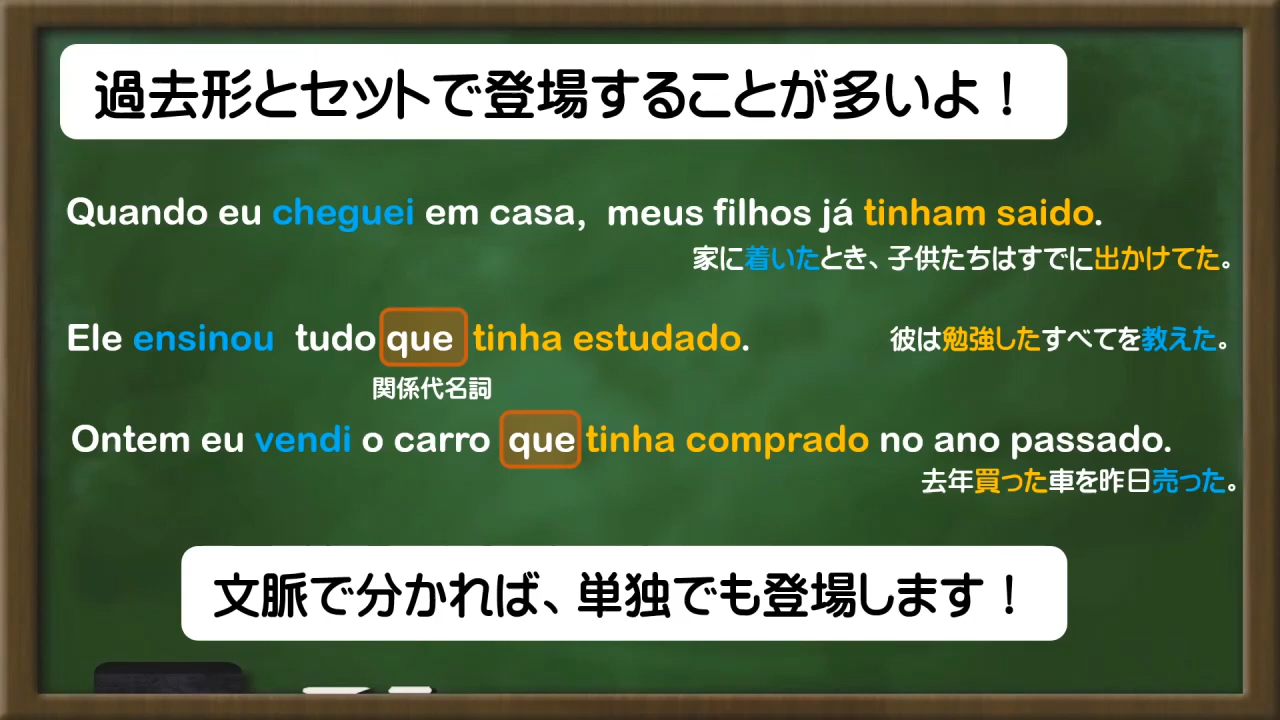 過去形とセットで登場することが多いよ！
Quando eu cheguei em casa, meus filhos já tinham saido.
家に着いたとき、子供たちはすでに出かけてた。
Ele ensinou tudo que tinha estudado.
彼は勉強したすべてを教えた。
関係代名詞
Ontem eu vendi o carro que tinha comprado no ano passado.
去年買った車を昨日売った。
文脈で分かれば、単独でも登場します！